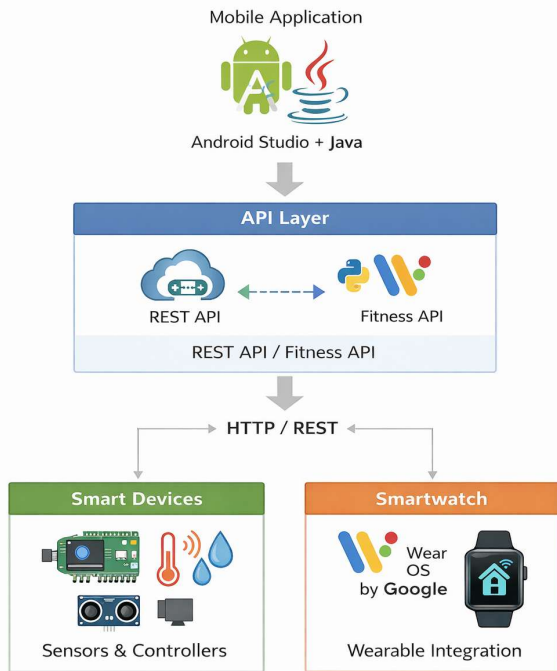 Mobile Application
Android Studio + Java
API Layer
REST API
Fitness API
REST API / Fitness API
HTTP / REST
Smart Devices
Sensors & Controllers
Smartwatch
Wear
OS
by Google
Wearable Integration